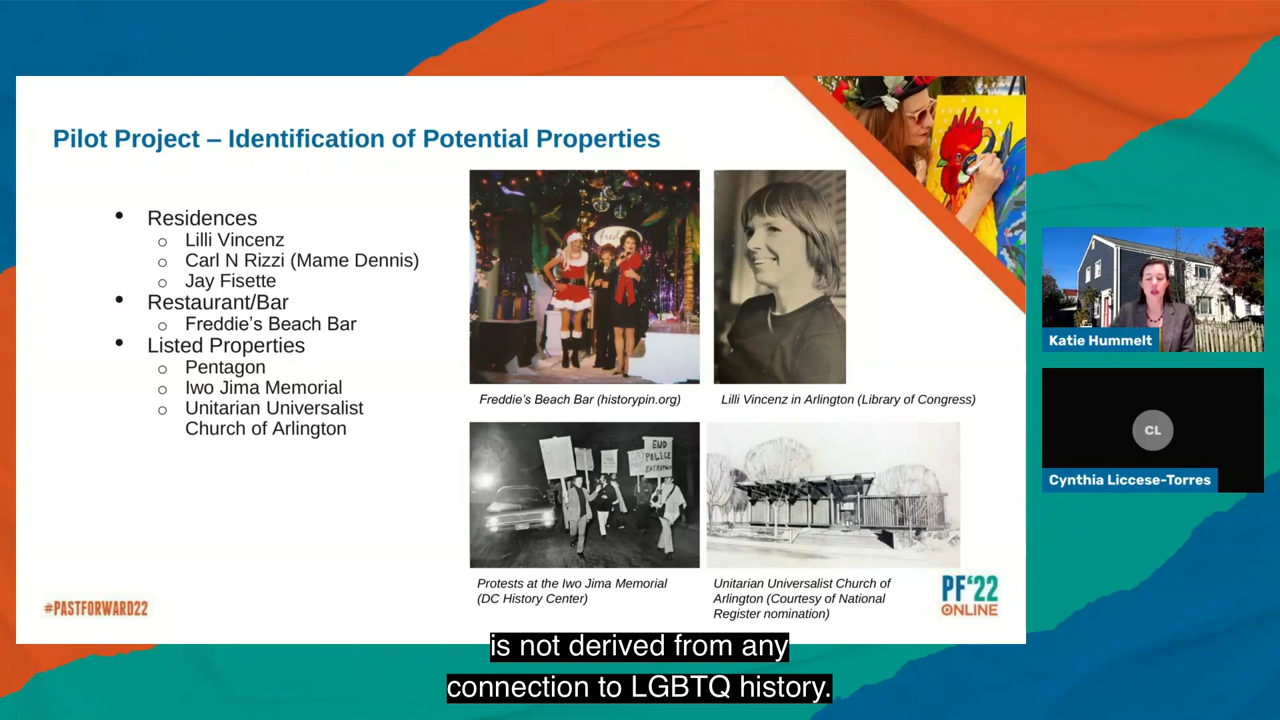 Pilot Project – Identification of Potential Properties
• Residences
o Lilli Vincenz
o Carl N Rizzi (Mame Dennis)
o Jay Fisette
• Restaurant/Bar
o Freddie’s Beach Bar
• Listed Properties
o Pentagon
o Iwo Jima Memorial
o Unitarian Universalist
Church of Arlington
Freddie’s Beach Bar (historypin.org)
Lilli Vincenz in Arlington (Library of Congress)
END
POLICE
ENTRAPMENT
Protests at the Iwo Jima Memorial
(DC History Center)
Unitarian Universalist Church of
Arlington (Courtesy of National
Register nomination)
#PASTFORWARD22
PF‘22
ONLINE
Katie Hummelt
CL
Cynthia Liccese-Torres
is not derived from any
connection to LGBTQ history.